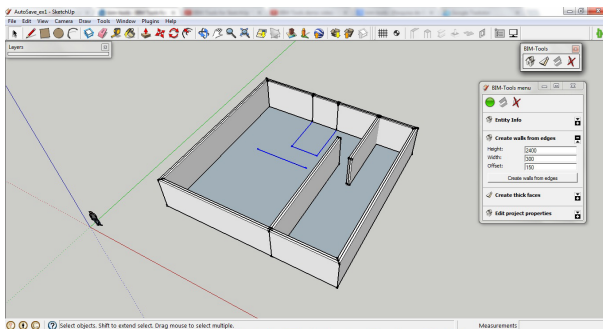 AutoSave_ex1 - SketchUp
File Edit View Camera Draw Tools Window Plugins Help
Layers
BIM-Tools
BIM-Tools menu
Entity Info
Create walls from edges
Height: 2400
Width: 300
Offset: 150
Create walls from edges
Create thick faces
Edit project properties
Select objects. Shift to extend select. Drag mouse to select multiple.
Measurements